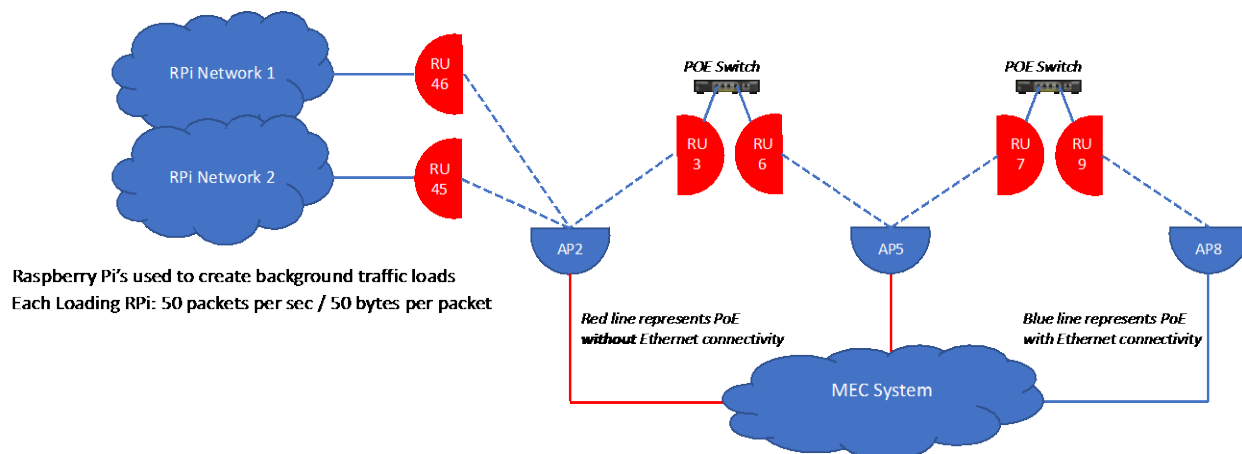 RPi Network 1
RU
46
POE Switch
POE Switch
RU
3
RU
6
RU
7
RU
9
RPi Network 2
RU
45
AP2
AP5
AP8
Raspberry Pi's used to create background traffic loads
Each Loading RPi: 50 packets per sec / 50 bytes per packet
Red line represents PoE
without Ethernet connectivity
Blue line represents PoE
with Ethernet connectivity
MEC System